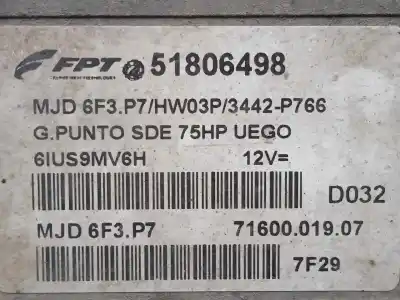 FPT 51806498
MJD 6F3.P7/HW03P/3442-P766
G.PUNTO SDE 75HP UEGO
6IUS9MV6H 12V=
D032
MJD 6F3.P7 71600.019.07
7F29